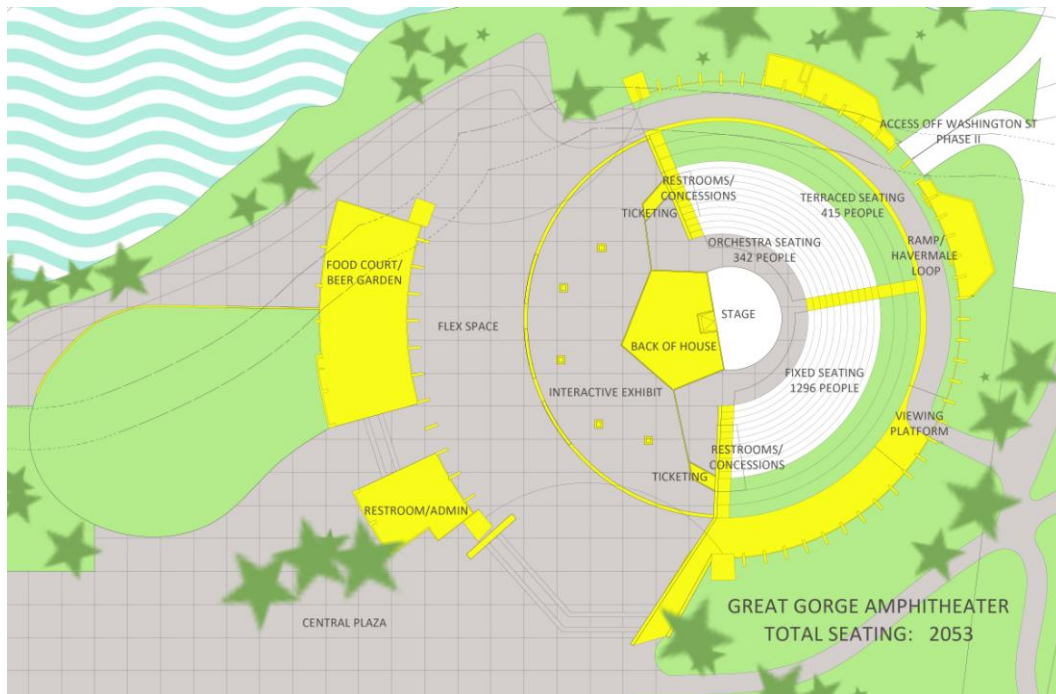 ACCESS OFF WASHINGTON ST
PHASE II
RESTROOMS/
CONCESSIONS
TICKETING
TERRACED SEATING
415 PEOPLE
ORCHESTRA SEATING
342 PEOPLE
RAMP/
HAVERMALE
LOOP
FOOD COURT/
BEER GARDEN
FLEX SPACE
STAGE
BACK OF HOUSE
FIXED SEATING
1296 PEOPLE
INTERACTIVE EXHIBIT
VIEWING
PLATFORM
RESTROOMS/
CONCESSIONS
TICKETING
RESTROOM/ADMIN
CENTRAL PLAZA
GREAT GORGE AMPHITHEATER
TOTAL SEATING: 2053